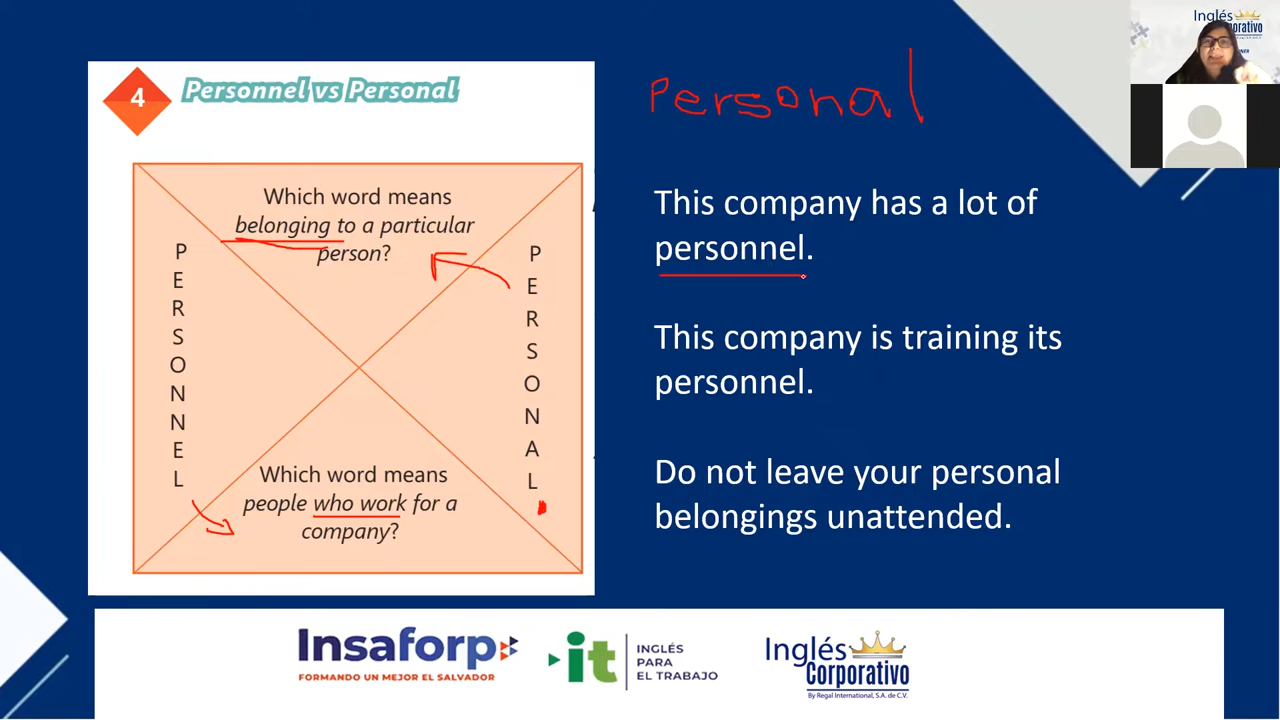 4
Personnel vs Personal
Which word means
belonging to a particular
person?
PERSONNEL
PERSONAL
Which word means
people who work for a
company?
Personal
This company has a lot of
personnel.
This company is training its
personnel.
Do not leave your personal
belongings unattended.
Insaforp
FORMANDO UN MEJOR EL SALVADOR
it
INGLÉS
PARA
EL TRABAJO
Inglés
Corporativo
By Regal International, S.A. de C.V.
Inglés
Corporativo